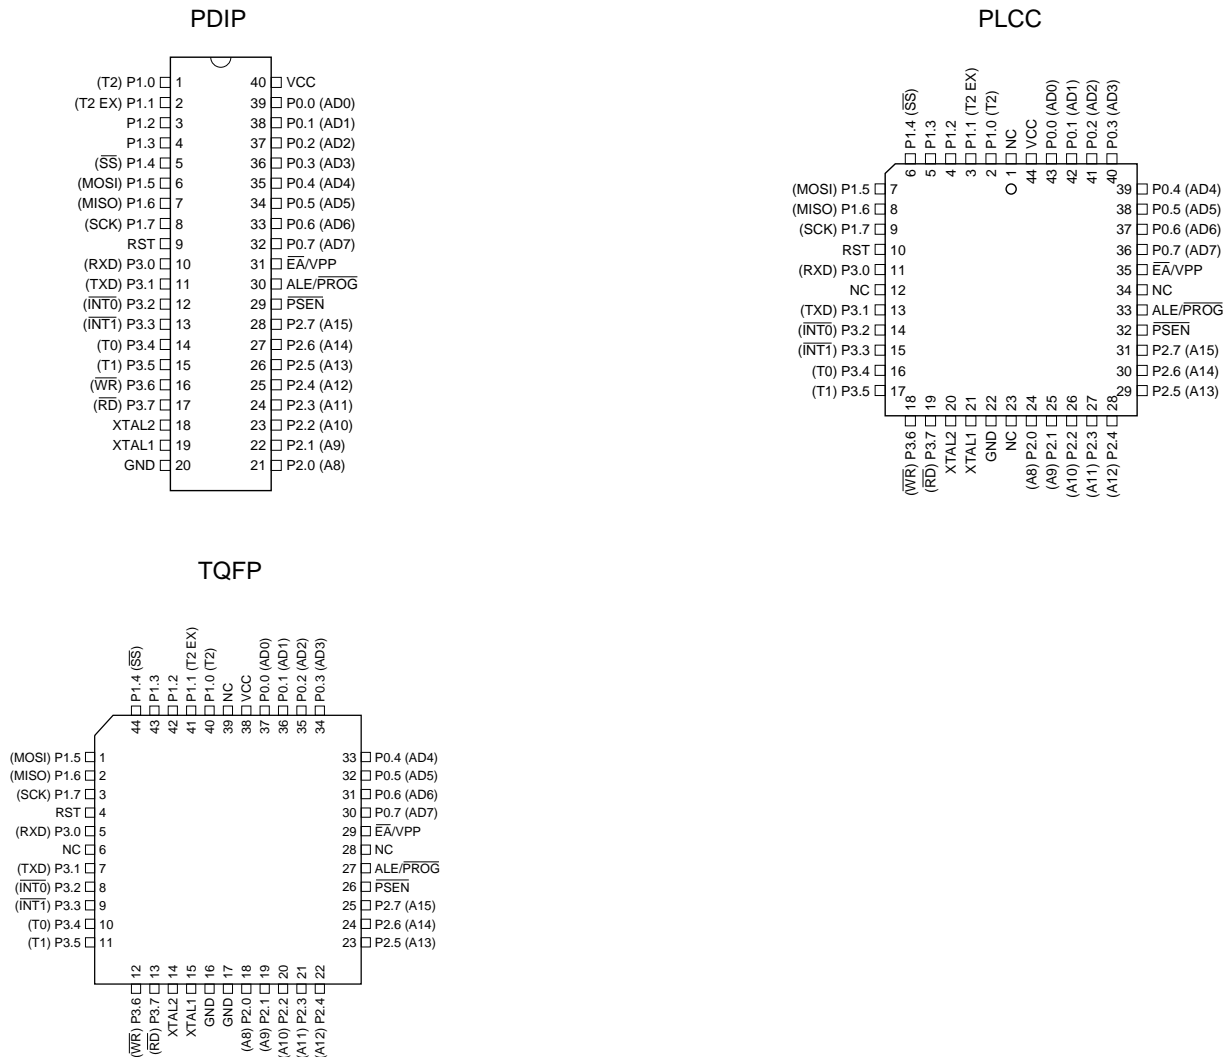 PDIP
(T2) P1.0 1 40 VCC
(T2 EX) P1.1 2 39 P0.0 (AD0)
P1.2 3 38 P0.1 (AD1)
P1.3 4 37 P0.2 (AD2)
(SS) P1.4 5 36 P0.3 (AD3)
(MOSI) P1.5 6 35 P0.4 (AD4)
(MISO) P1.6 7 34 P0.5 (AD5)
(SCK) P1.7 8 33 P0.6 (AD6)
RST 9 32 P0.7 (AD7)
(RXD) P3.0 10 31 EA/VPP
(TXD) P3.1 11 30 ALE/PROG
(INT0) P3.2 12 29 PSEN
(INT1) P3.3 13 28 P2.7 (A15)
(T0) P3.4 14 27 P2.6 (A14)
(T1) P3.5 15 26 P2.5 (A13)
(WR) P3.6 16 25 P2.4 (A12)
(RD) P3.7 17 24 P2.3 (A11)
XTAL2 18 23 P2.2 (A10)
XTAL1 19 22 P2.1 (A9)
GND 20 21 P2.0 (A8)
PLCC
6 P1.4 (SS)
5 P1.3
4 P1.2
3 P1.1 (T2 EX)
2 P1.0 (T2)
1 NC
44 VCC
43 P0.0 (AD0)
42 P0.1 (AD1)
41 P0.2 (AD2)
40 P0.3 (AD3)
(MOSI) P1.5 7 39 P0.4 (AD4)
(MISO) P1.6 8 38 P0.5 (AD5)
(SCK) P1.7 9 37 P0.6 (AD6)
RST 10 36 P0.7 (AD7)
(RXD) P3.0 11 35 EA/VPP
NC 12 34 NC
(TXD) P3.1 13 33 ALE/PROG
(INT0) P3.2 14 32 PSEN
(INT1) P3.3 15 31 P2.7 (A15)
(T0) P3.4 16 30 P2.6 (A14)
(T1) P3.5 17 29 P2.5 (A13)
(WR) P3.6 18
(RD) P3.7 19
XTAL2 20
XTAL1 21
GND 22
NC 23
(A8) P2.0 24
(A9) P2.1 25
(A10) P2.2 26
(A11) P2.3 27
(A12) P2.4 28
TQFP
44 P1.4 (SS)
43 P1.3
42 P1.2
41 P1.1 (T2 EX)
40 P1.0 (T2)
39 NC
38 VCC
37 P0.0 (AD0)
36 P0.1 (AD1)
35 P0.2 (AD2)
34 P0.3 (AD3)
(MOSI) P1.5 1 33 P0.4 (AD4)
(MISO) P1.6 2 32 P0.5 (AD5)
(SCK) P1.7 3 31 P0.6 (AD6)
RST 4 30 P0.7 (AD7)
(RXD) P3.0 5 29 EA/VPP
NC 6 28 NC
(TXD) P3.1 7 27 ALE/PROG
(INT0) P3.2 8 26 PSEN
(INT1) P3.3 9 25 P2.7 (A15)
(T0) P3.4 10 24 P2.6 (A14)
(T1) P3.5 11 23 P2.5 (A13)
(WR) P3.6 12
(RD) P3.7 13
XTAL2 14
XTAL1 15
GND 16
GND 17
(A8) P2.0 18
(A9) P2.1 19
(A10) P2.2 20
(A11) P2.3 21
(A12) P2.4 22